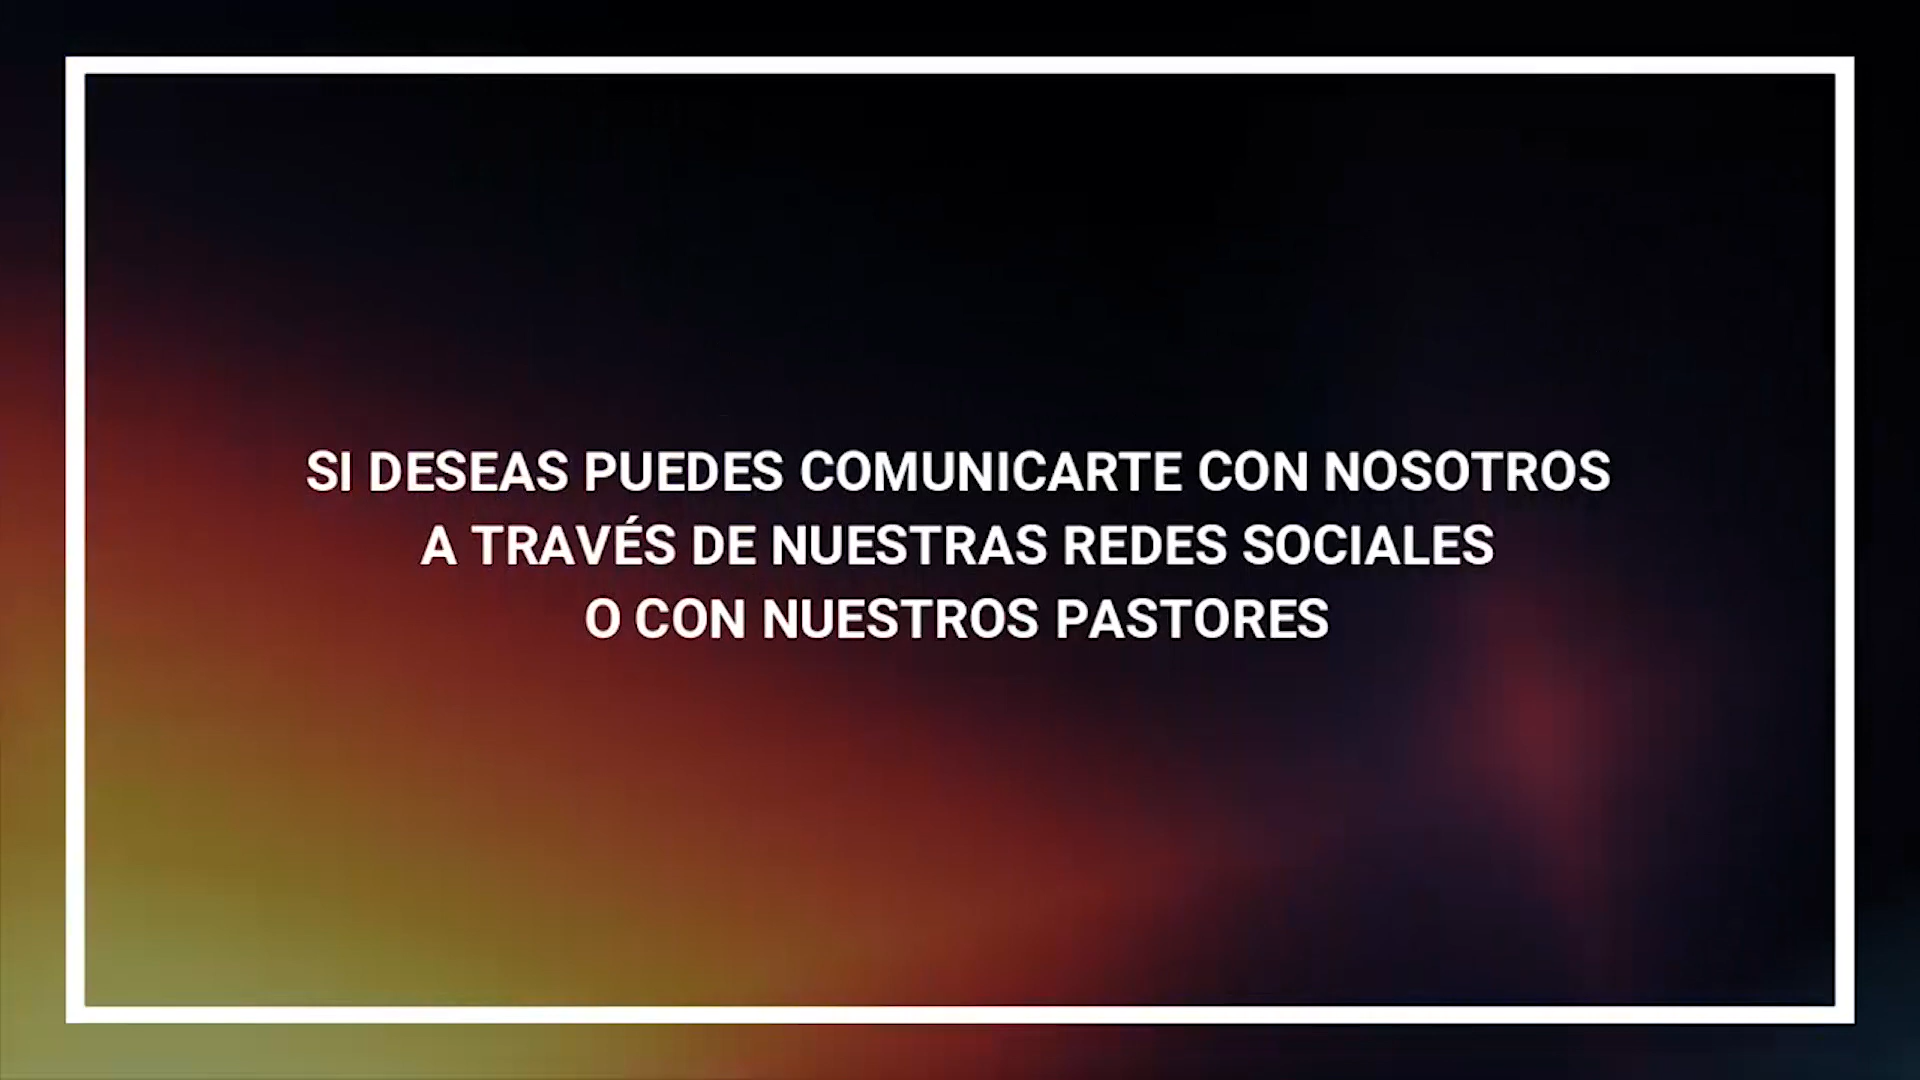 SI DESEAS PUEDES COMUNICARTE CON NOSOTROS
A TRAVÉS DE NUESTRAS REDES SOCIALES
O CON NUESTROS PASTORES